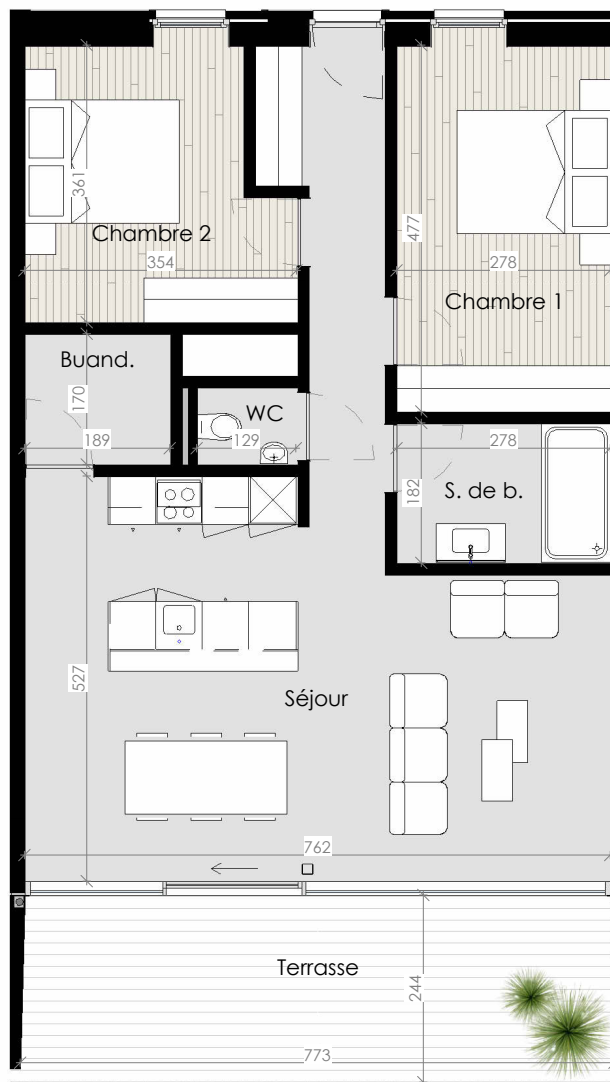 361
Chambre 2
354
477
278
Chambre 1
Buand.
170
189
WC
129
278
182
S. de b.
527
Séjour
762
Terrasse
244
773